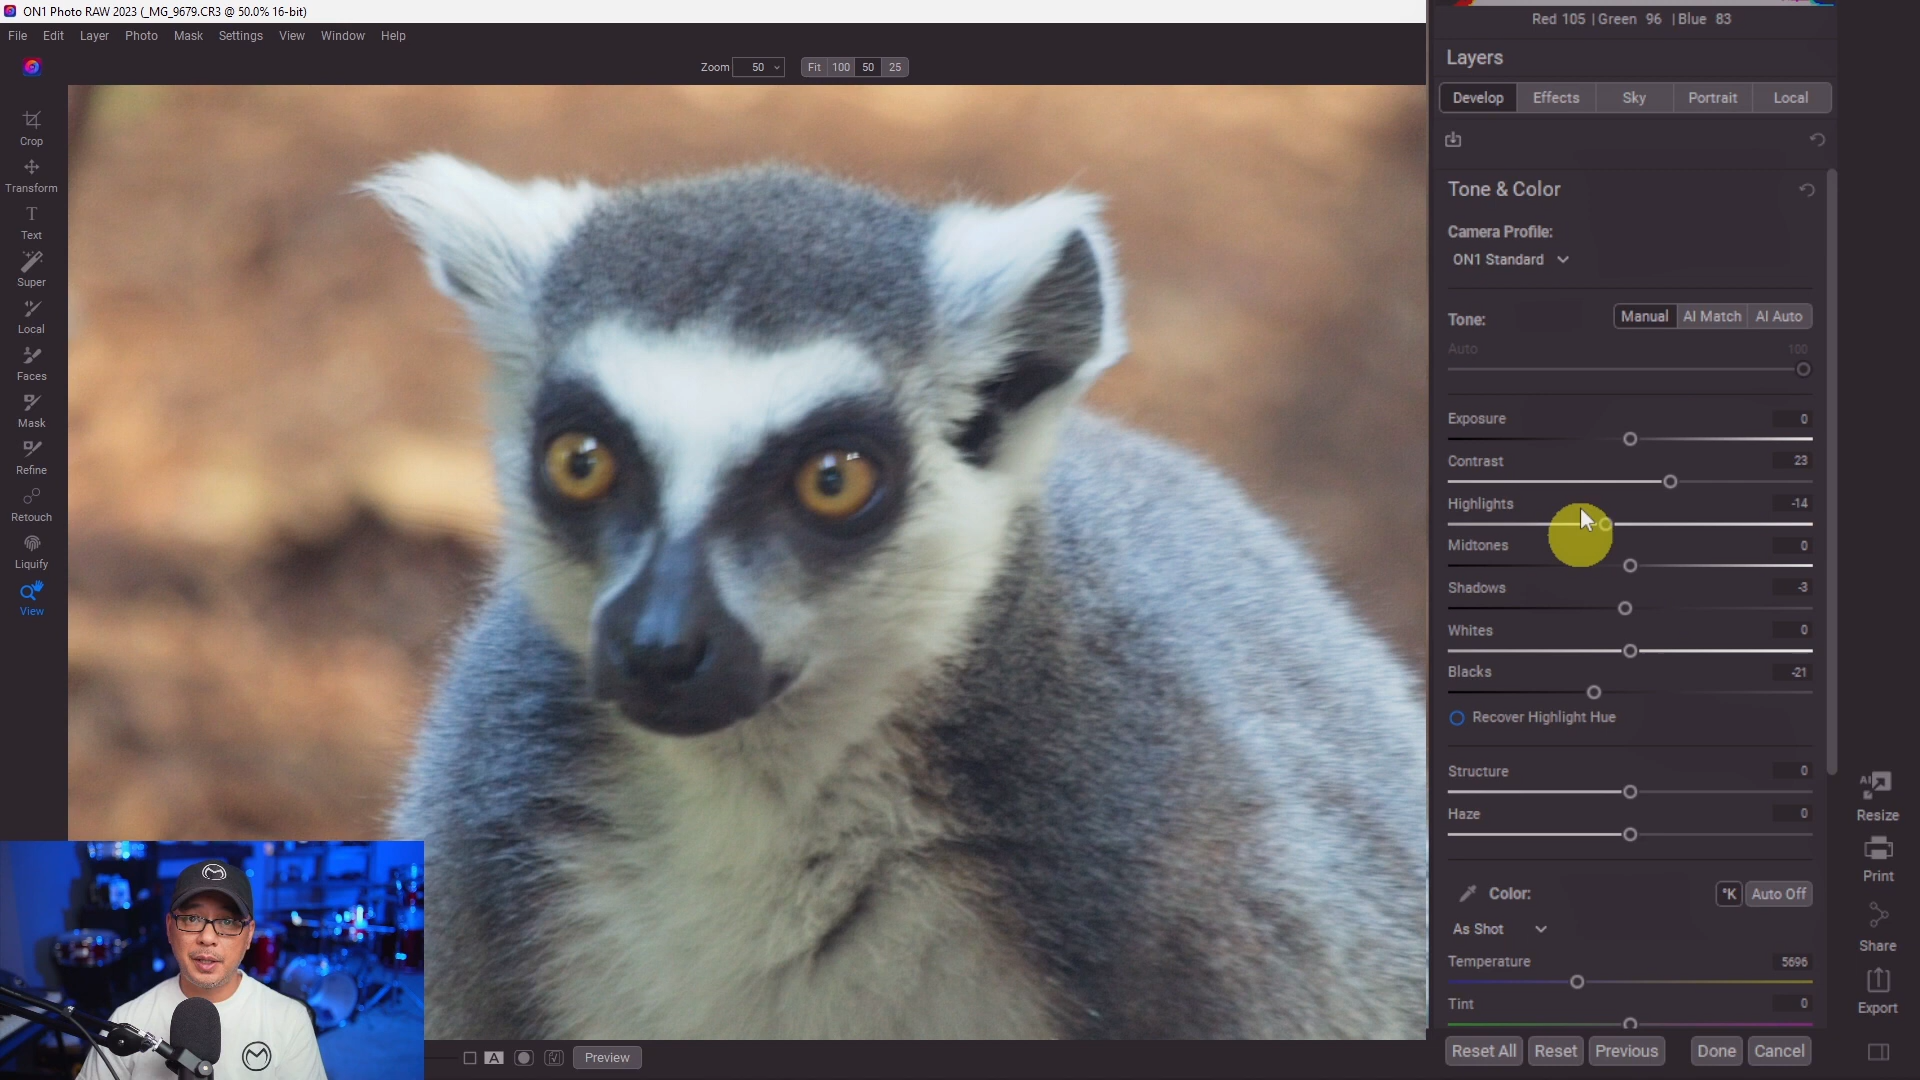 ON1 Photo RAW 2023 (_MG_9679.CR3 @ 50.0% 16-bit)
File Edit Layer Photo Mask Settings View Window Help
Zoom 50 Fit 100 50 25
Crop
Transform
Text
Super
Local
Faces
Mask
Refine
Retouch
Liquify
View
Preview
Red 105 | Green 96 | Blue 83
Layers
Develop Effects Sky Portrait Local
Tone & Color
Camera Profile:
ON1 Standard
Tone: Manual AI Match AI Auto
Auto 100
Exposure 0
Contrast 23
Highlights -14
Midtones 0
Shadows -3
Whites 0
Blacks -21
Recover Highlight Hue
Structure 0
Haze 0
Color: °K Auto Off
As Shot
Temperature 5696
Tint 0
Reset All Reset Previous Done Cancel
AI
Resize
Print
Share
Export